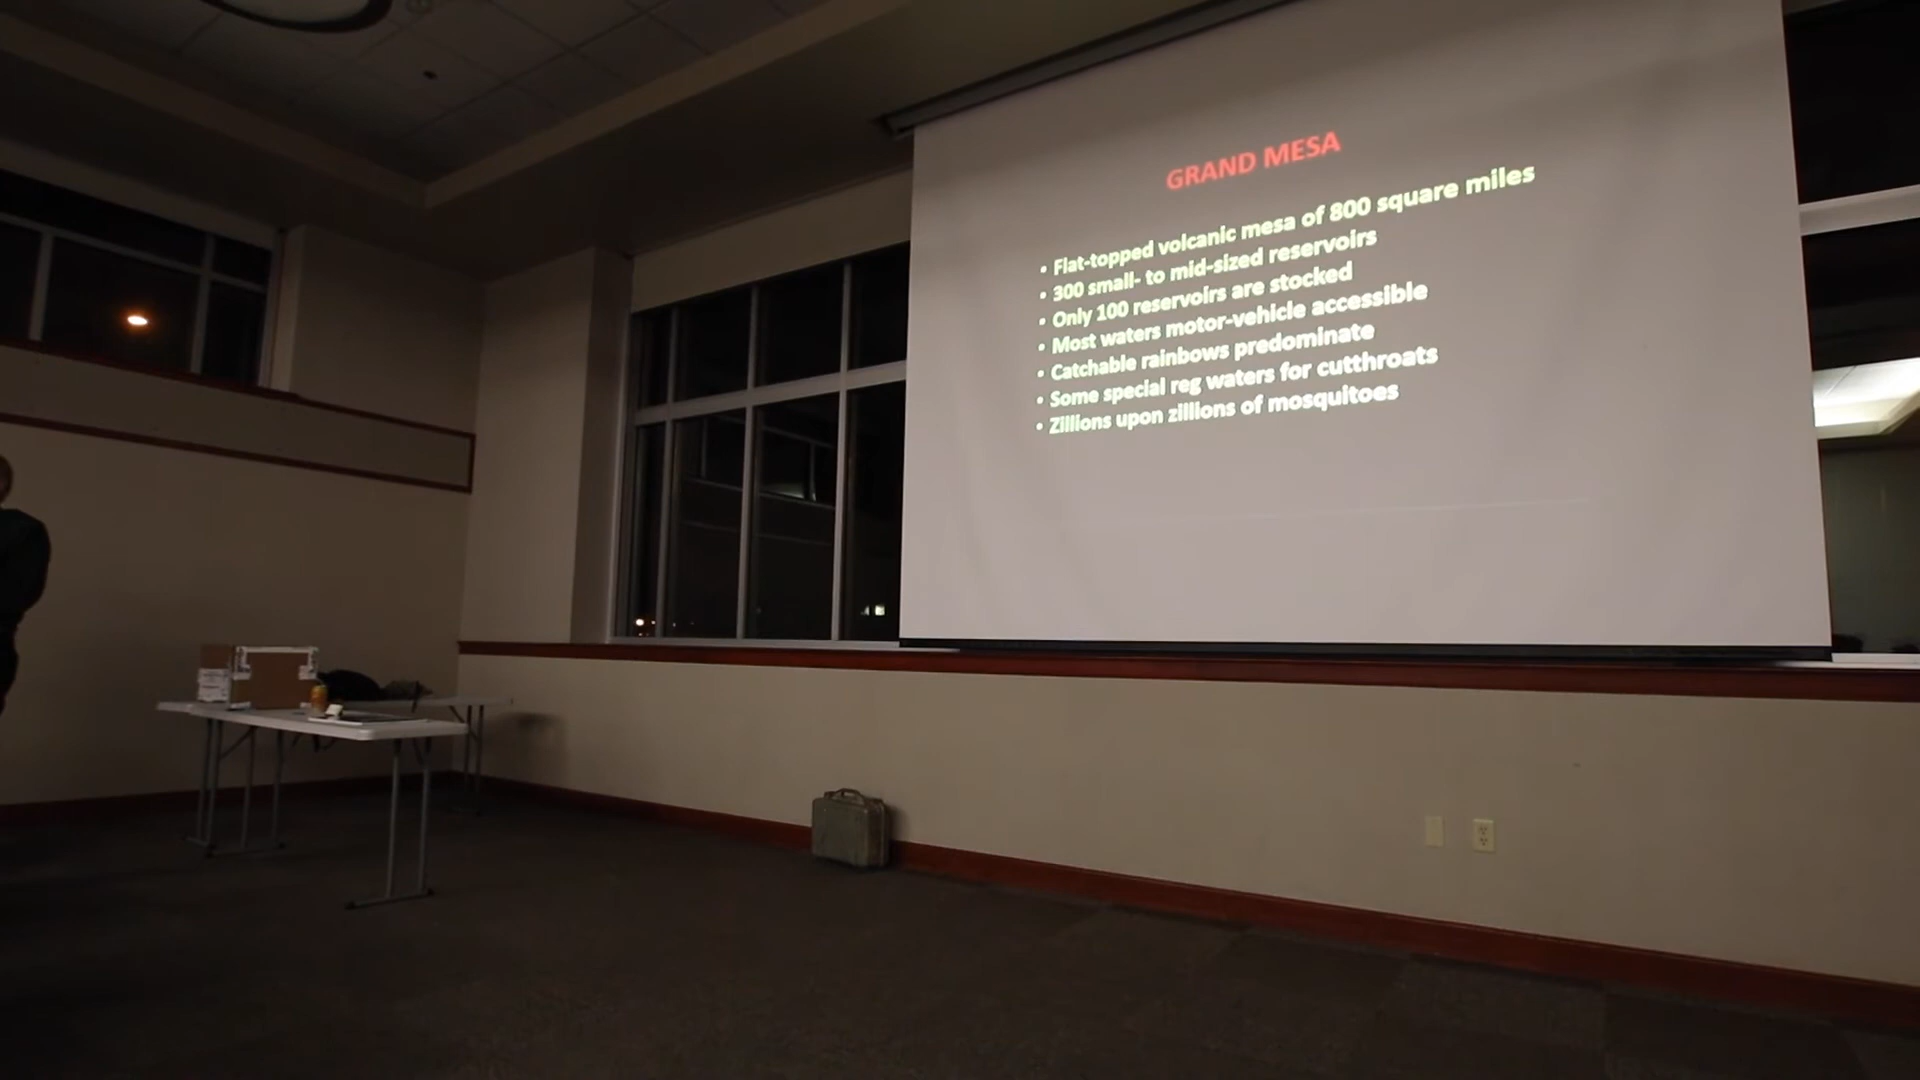 GRAND MESA
• Flat-topped volcanic mesa of 800 square miles
• 300 small- to mid-sized reservoirs
• Only 100 reservoirs are stocked
• Most waters motor-vehicle accessible
• Catchable rainbows predominate
• Some special reg waters for cutthroats
• Zillions upon zillions of mosquitoes